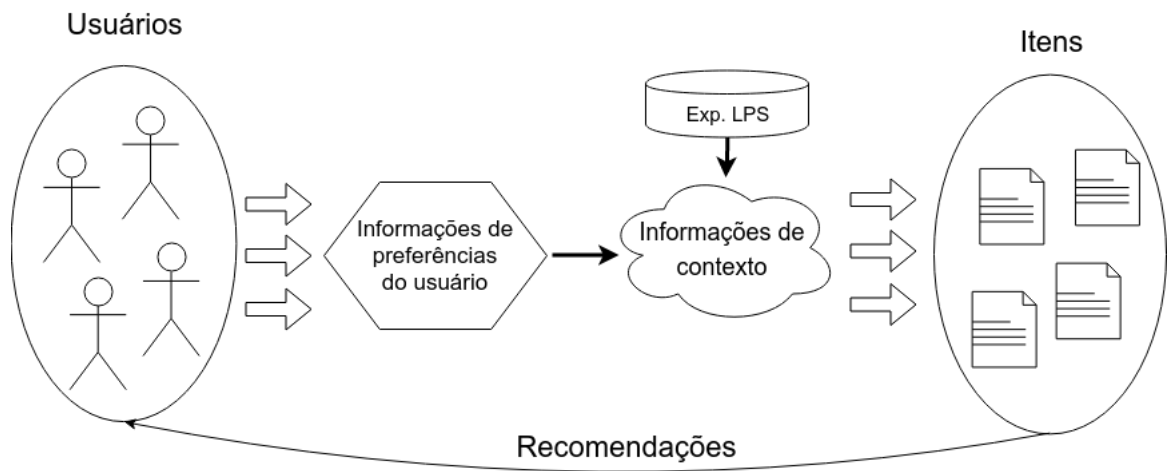 Usuários
Itens
Exp. LPS
Informações de
preferências
do usuário
Informações de
contexto
Recomendações